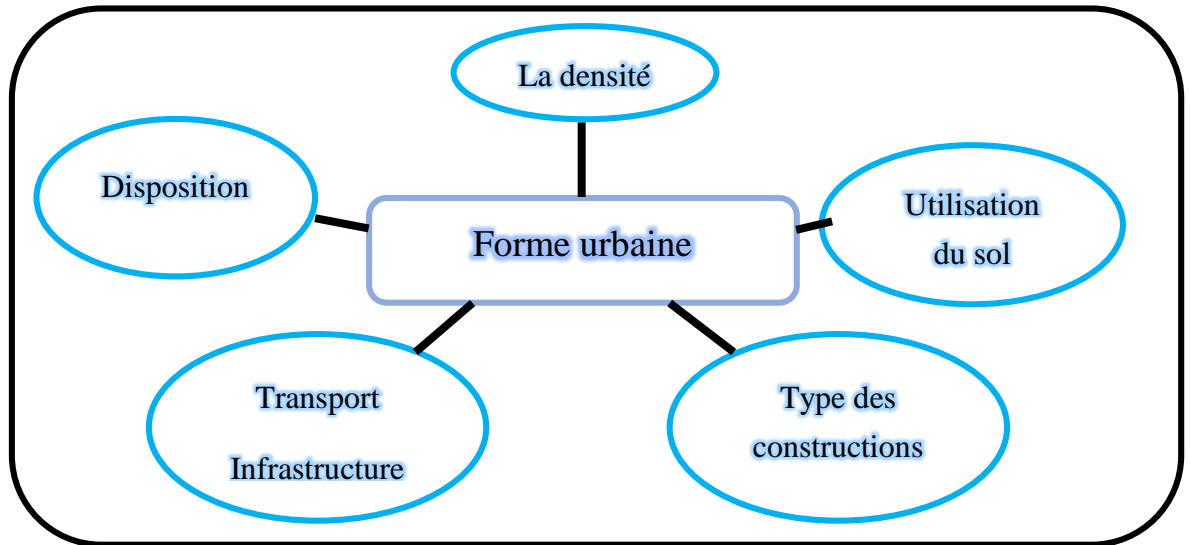 La densité
Disposition
Utilisation
du sol
Forme urbaine
Transport
Infrastructure
Type des
constructions